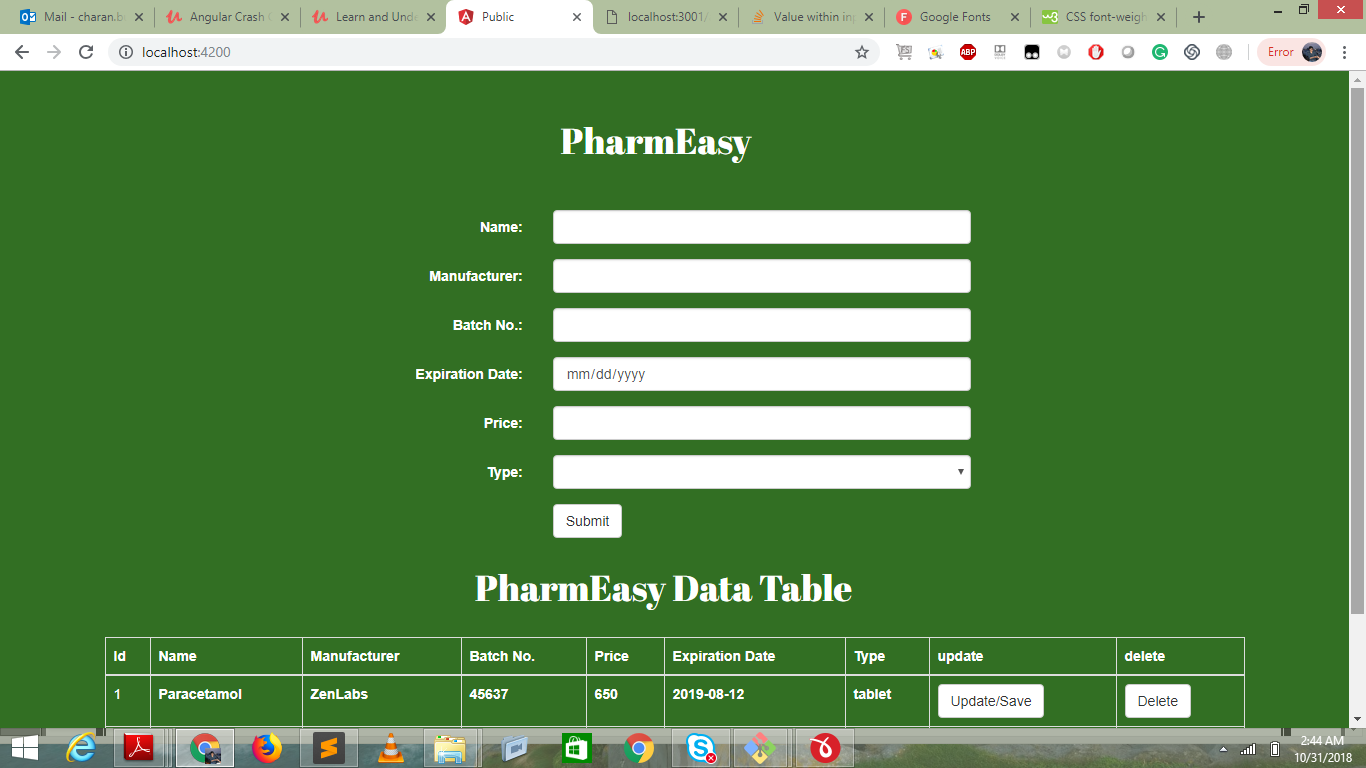 Mail - charan.b
Angular Crash C
Learn and Unde
Public
localhost:3001/
Value within inp
Google Fonts
CSS font-weigh
localhost:4200
ABP
Error
PharmEasy
Name:
Manufacturer:
Batch No.:
Expiration Date: mm/dd/yyyy
Price:
Type:
Submit
PharmEasy Data Table
Id Name Manufacturer Batch No. Price Expiration Date Type update delete
1 Paracetamol ZenLabs 45637 650 2019-08-12 tablet Update/Save Delete
2:44 AM
10/31/2018